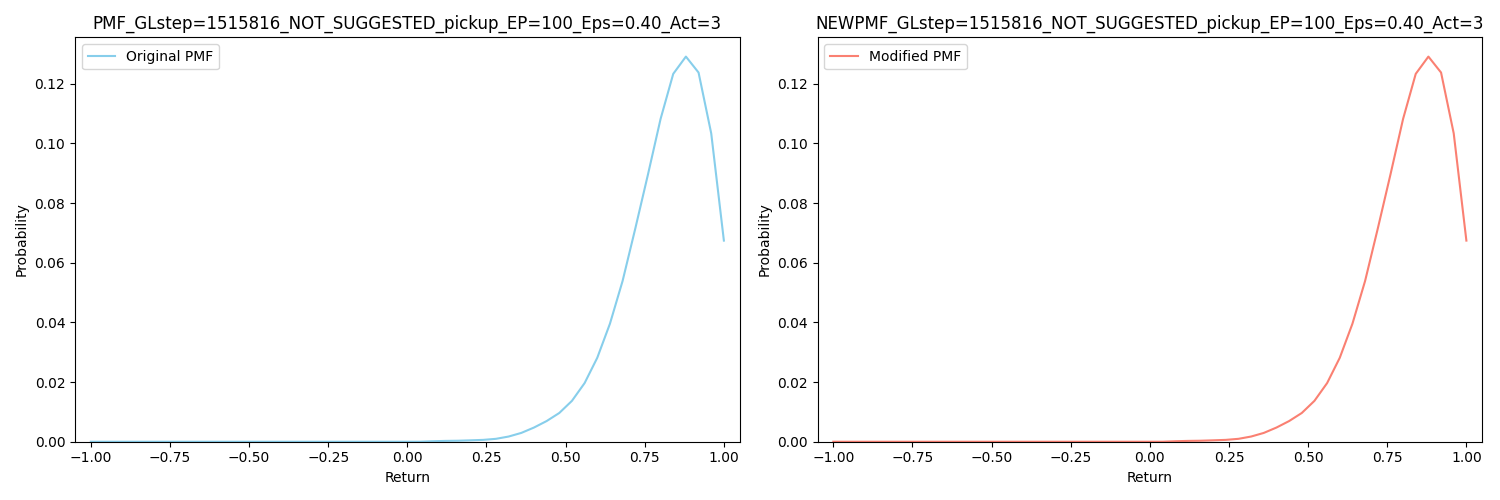 PMF_GLstep=1515816_NOT_SUGGESTED_pickup_EP=100_Eps=0.40_Act=3
Original PMF
Probability
0.12
0.10
0.08
0.06
0.04
0.02
0.00
−1.00 −0.75 −0.50 −0.25 0.00 0.25 0.50 0.75 1.00
Return
NEWPMF_GLstep=1515816_NOT_SUGGESTED_pickup_EP=100_Eps=0.40_Act=3
Modified PMF
Probability
0.12
0.10
0.08
0.06
0.04
0.02
0.00
−1.00 −0.75 −0.50 −0.25 0.00 0.25 0.50 0.75 1.00
Return